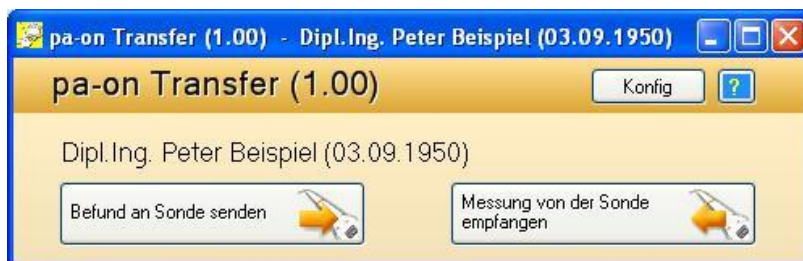 pa-on Transfer (1.00) - Dipl.Ing. Peter Beispiel (03.09.1950)
pa-on Transfer (1.00)
Konfig
?
Dipl.Ing. Peter Beispiel (03.09.1950)
Befund an Sonde senden
Messung von der Sonde
empfangen